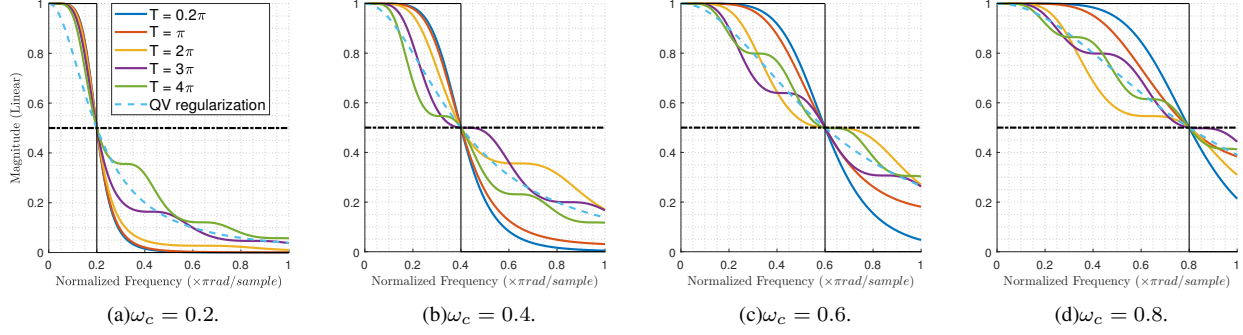 Magnitude (Linear)
1
0.8
0.6
0.4
0.2
0
0 0.2 0.4 0.6 0.8 1
T = 0.2π
T = π
T = 2π
T = 3π
T = 4π
QV regularization
Normalized Frequency (×πrad/sample)
(a)ω_c = 0.2.
1
0.8
0.6
0.4
0.2
0
0 0.2 0.4 0.6 0.8 1
Normalized Frequency (×πrad/sample)
(b)ω_c = 0.4.
1
0.8
0.6
0.4
0.2
0
0 0.2 0.4 0.6 0.8 1
Normalized Frequency (×πrad/sample)
(c)ω_c = 0.6.
1
0.8
0.6
0.4
0.2
0
0 0.2 0.4 0.6 0.8 1
Normalized Frequency (×πrad/sample)
(d)ω_c = 0.8.